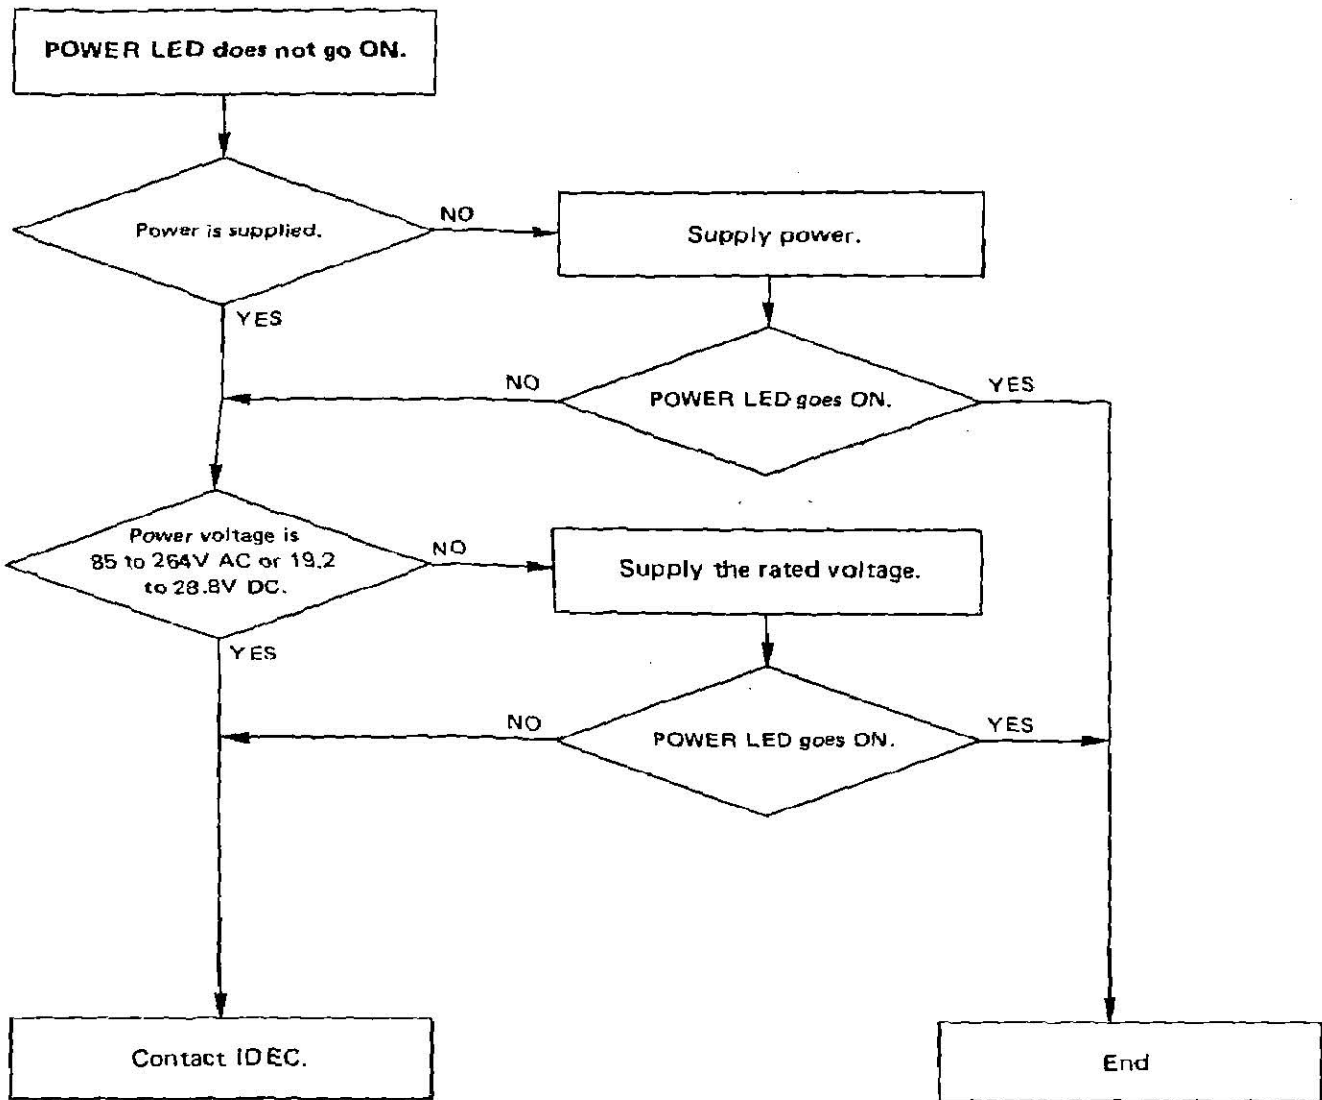 POWER LED does not go ON.
Power is supplied.
NO
Supply power.
YES
NO
POWER LED goes ON.
YES
Power voltage is
85 to 264V AC or 19.2
to 28.8V DC.
NO
Supply the rated voltage.
YES
NO
POWER LED goes ON.
YES
Contact IDEC.
End